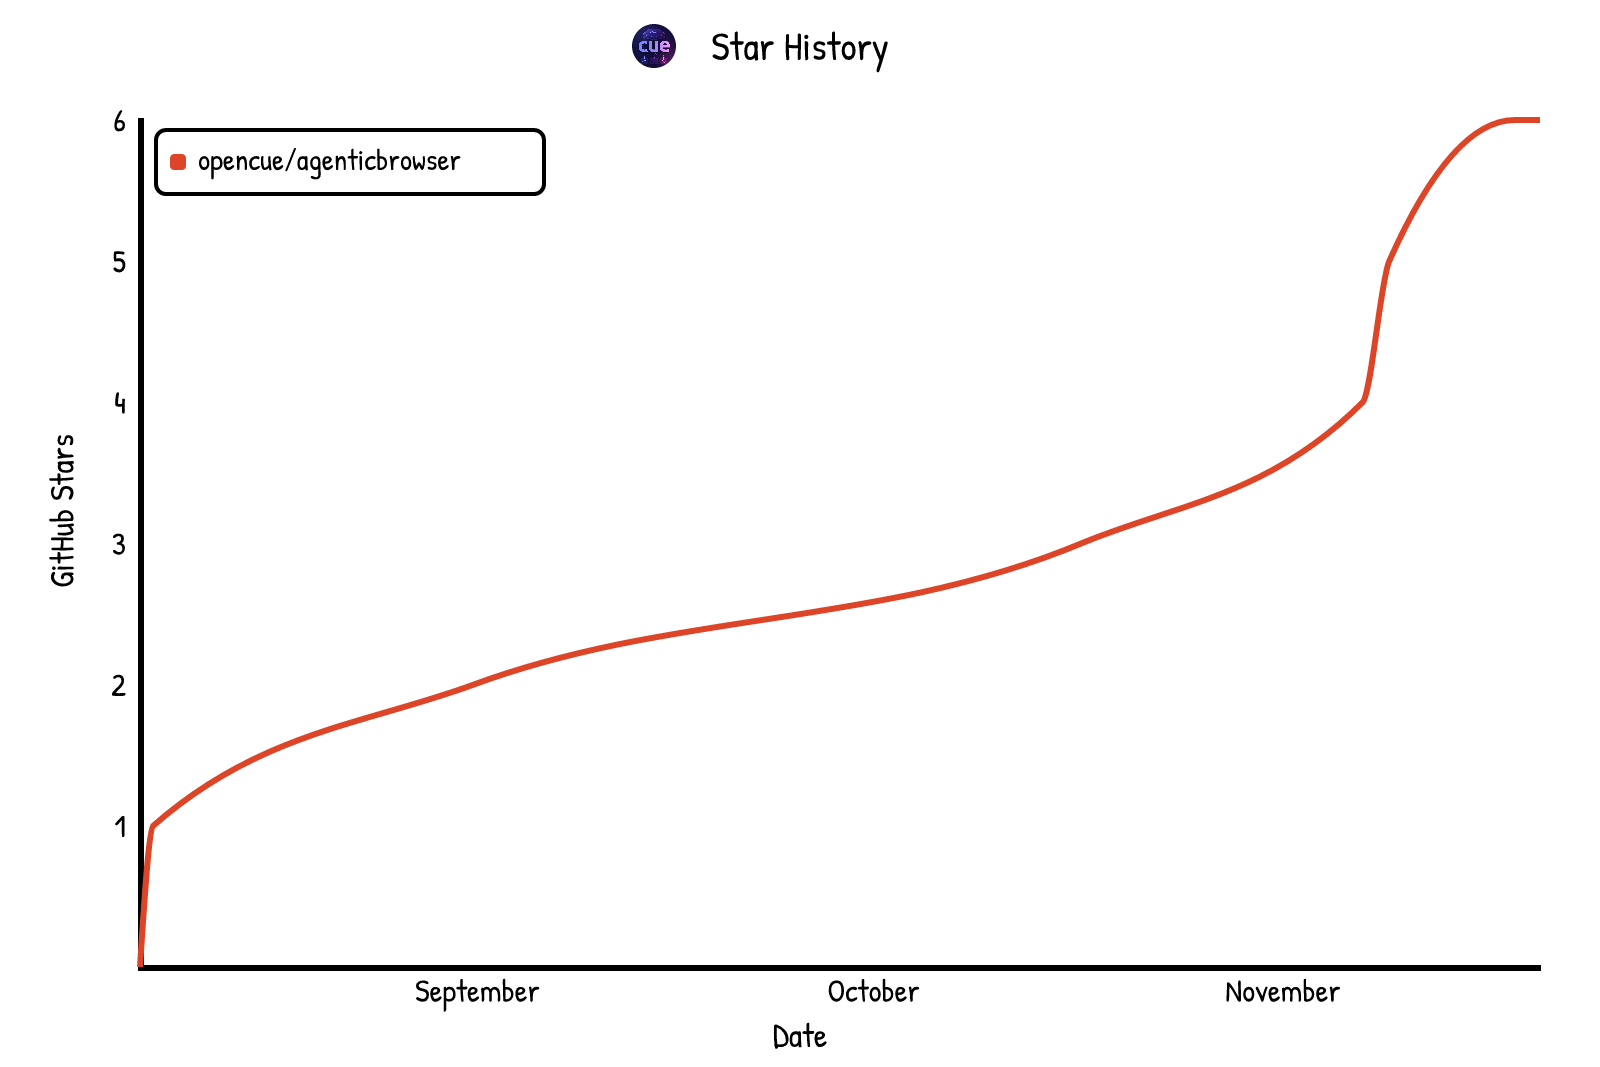 cue
Star History
6
opencue/agenticbrowser
5
4
3
2
1
GitHub Stars
September
October
November
Date